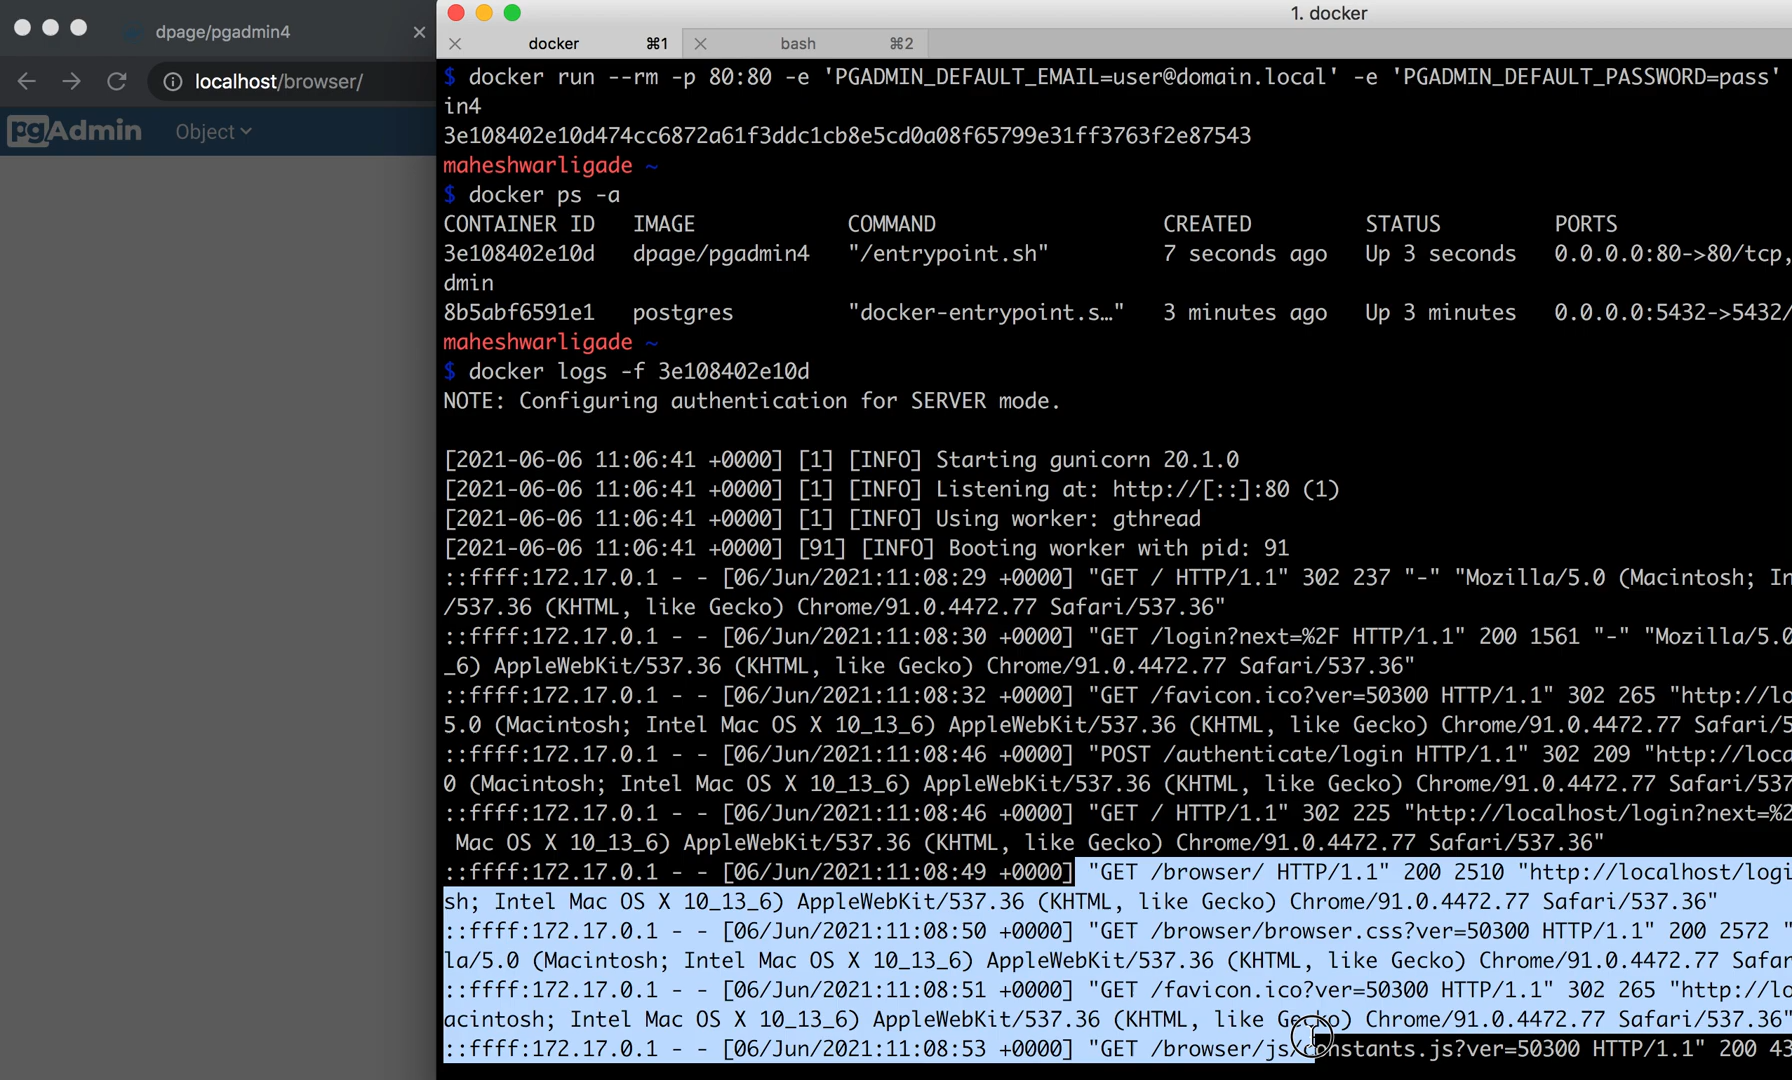 dpage/pgadmin4
localhost/browser/
pgAdmin Object
1. docker
docker ⌘1 bash ⌘2
$ docker run --rm -p 80:80 -e 'PGADMIN_DEFAULT_EMAIL=user@domain.local' -e 'PGADMIN_DEFAULT_PASSWORD=pass'
in4
3e108402e10d474cc6872a61f3ddc1cb8e5cd0a08f65799e31ff3763f2e87543
maheshwarligade ~
$ docker ps -a
CONTAINER ID IMAGE COMMAND CREATED STATUS PORTS
3e108402e10d dpage/pgadmin4 "/entrypoint.sh" 7 seconds ago Up 3 seconds 0.0.0.0:80->80/tcp,
dmin
8b5abf6591e1 postgres "docker-entrypoint.s…" 3 minutes ago Up 3 minutes 0.0.0.0:5432->5432/
maheshwarligade ~
$ docker logs -f 3e108402e10d
NOTE: Configuring authentication for SERVER mode.
[2021-06-06 11:06:41 +0000] [1] [INFO] Starting gunicorn 20.1.0
[2021-06-06 11:06:41 +0000] [1] [INFO] Listening at: http://[::]:80 (1)
[2021-06-06 11:06:41 +0000] [1] [INFO] Using worker: gthread
[2021-06-06 11:06:41 +0000] [91] [INFO] Booting worker with pid: 91
::ffff:172.17.0.1 - - [06/Jun/2021:11:08:29 +0000] "GET / HTTP/1.1" 302 237 "-" "Mozilla/5.0 (Macintosh; In
/537.36 (KHTML, like Gecko) Chrome/91.0.4472.77 Safari/537.36"
::ffff:172.17.0.1 - - [06/Jun/2021:11:08:30 +0000] "GET /login?next=%2F HTTP/1.1" 200 1561 "-" "Mozilla/5.0
_6) AppleWebKit/537.36 (KHTML, like Gecko) Chrome/91.0.4472.77 Safari/537.36"
::ffff:172.17.0.1 - - [06/Jun/2021:11:08:32 +0000] "GET /favicon.ico?ver=50300 HTTP/1.1" 302 265 "http://lo
5.0 (Macintosh; Intel Mac OS X 10_13_6) AppleWebKit/537.36 (KHTML, like Gecko) Chrome/91.0.4472.77 Safari/5
::ffff:172.17.0.1 - - [06/Jun/2021:11:08:46 +0000] "POST /authenticate/login HTTP/1.1" 302 209 "http://loca
0 (Macintosh; Intel Mac OS X 10_13_6) AppleWebKit/537.36 (KHTML, like Gecko) Chrome/91.0.4472.77 Safari/537
::ffff:172.17.0.1 - - [06/Jun/2021:11:08:46 +0000] "GET / HTTP/1.1" 302 225 "http://localhost/login?next=%2
Mac OS X 10_13_6) AppleWebKit/537.36 (KHTML, like Gecko) Chrome/91.0.4472.77 Safari/537.36"
::ffff:172.17.0.1 - - [06/Jun/2021:11:08:49 +0000] "GET /browser/ HTTP/1.1" 200 2510 "http://localhost/logi
sh; Intel Mac OS X 10_13_6) AppleWebKit/537.36 (KHTML, like Gecko) Chrome/91.0.4472.77 Safari/537.36"
::ffff:172.17.0.1 - - [06/Jun/2021:11:08:50 +0000] "GET /browser/browser.css?ver=50300 HTTP/1.1" 200 2572 "
la/5.0 (Macintosh; Intel Mac OS X 10_13_6) AppleWebKit/537.36 (KHTML, like Gecko) Chrome/91.0.4472.77 Safar
::ffff:172.17.0.1 - - [06/Jun/2021:11:08:51 +0000] "GET /favicon.ico?ver=50300 HTTP/1.1" 302 265 "http://lo
acintosh; Intel Mac OS X 10_13_6) AppleWebKit/537.36 (KHTML, like Gecko) Chrome/91.0.4472.77 Safari/537.36"
::ffff:172.17.0.1 - - [06/Jun/2021:11:08:53 +0000] "GET /browser/js/constants.js?ver=50300 HTTP/1.1" 200 43